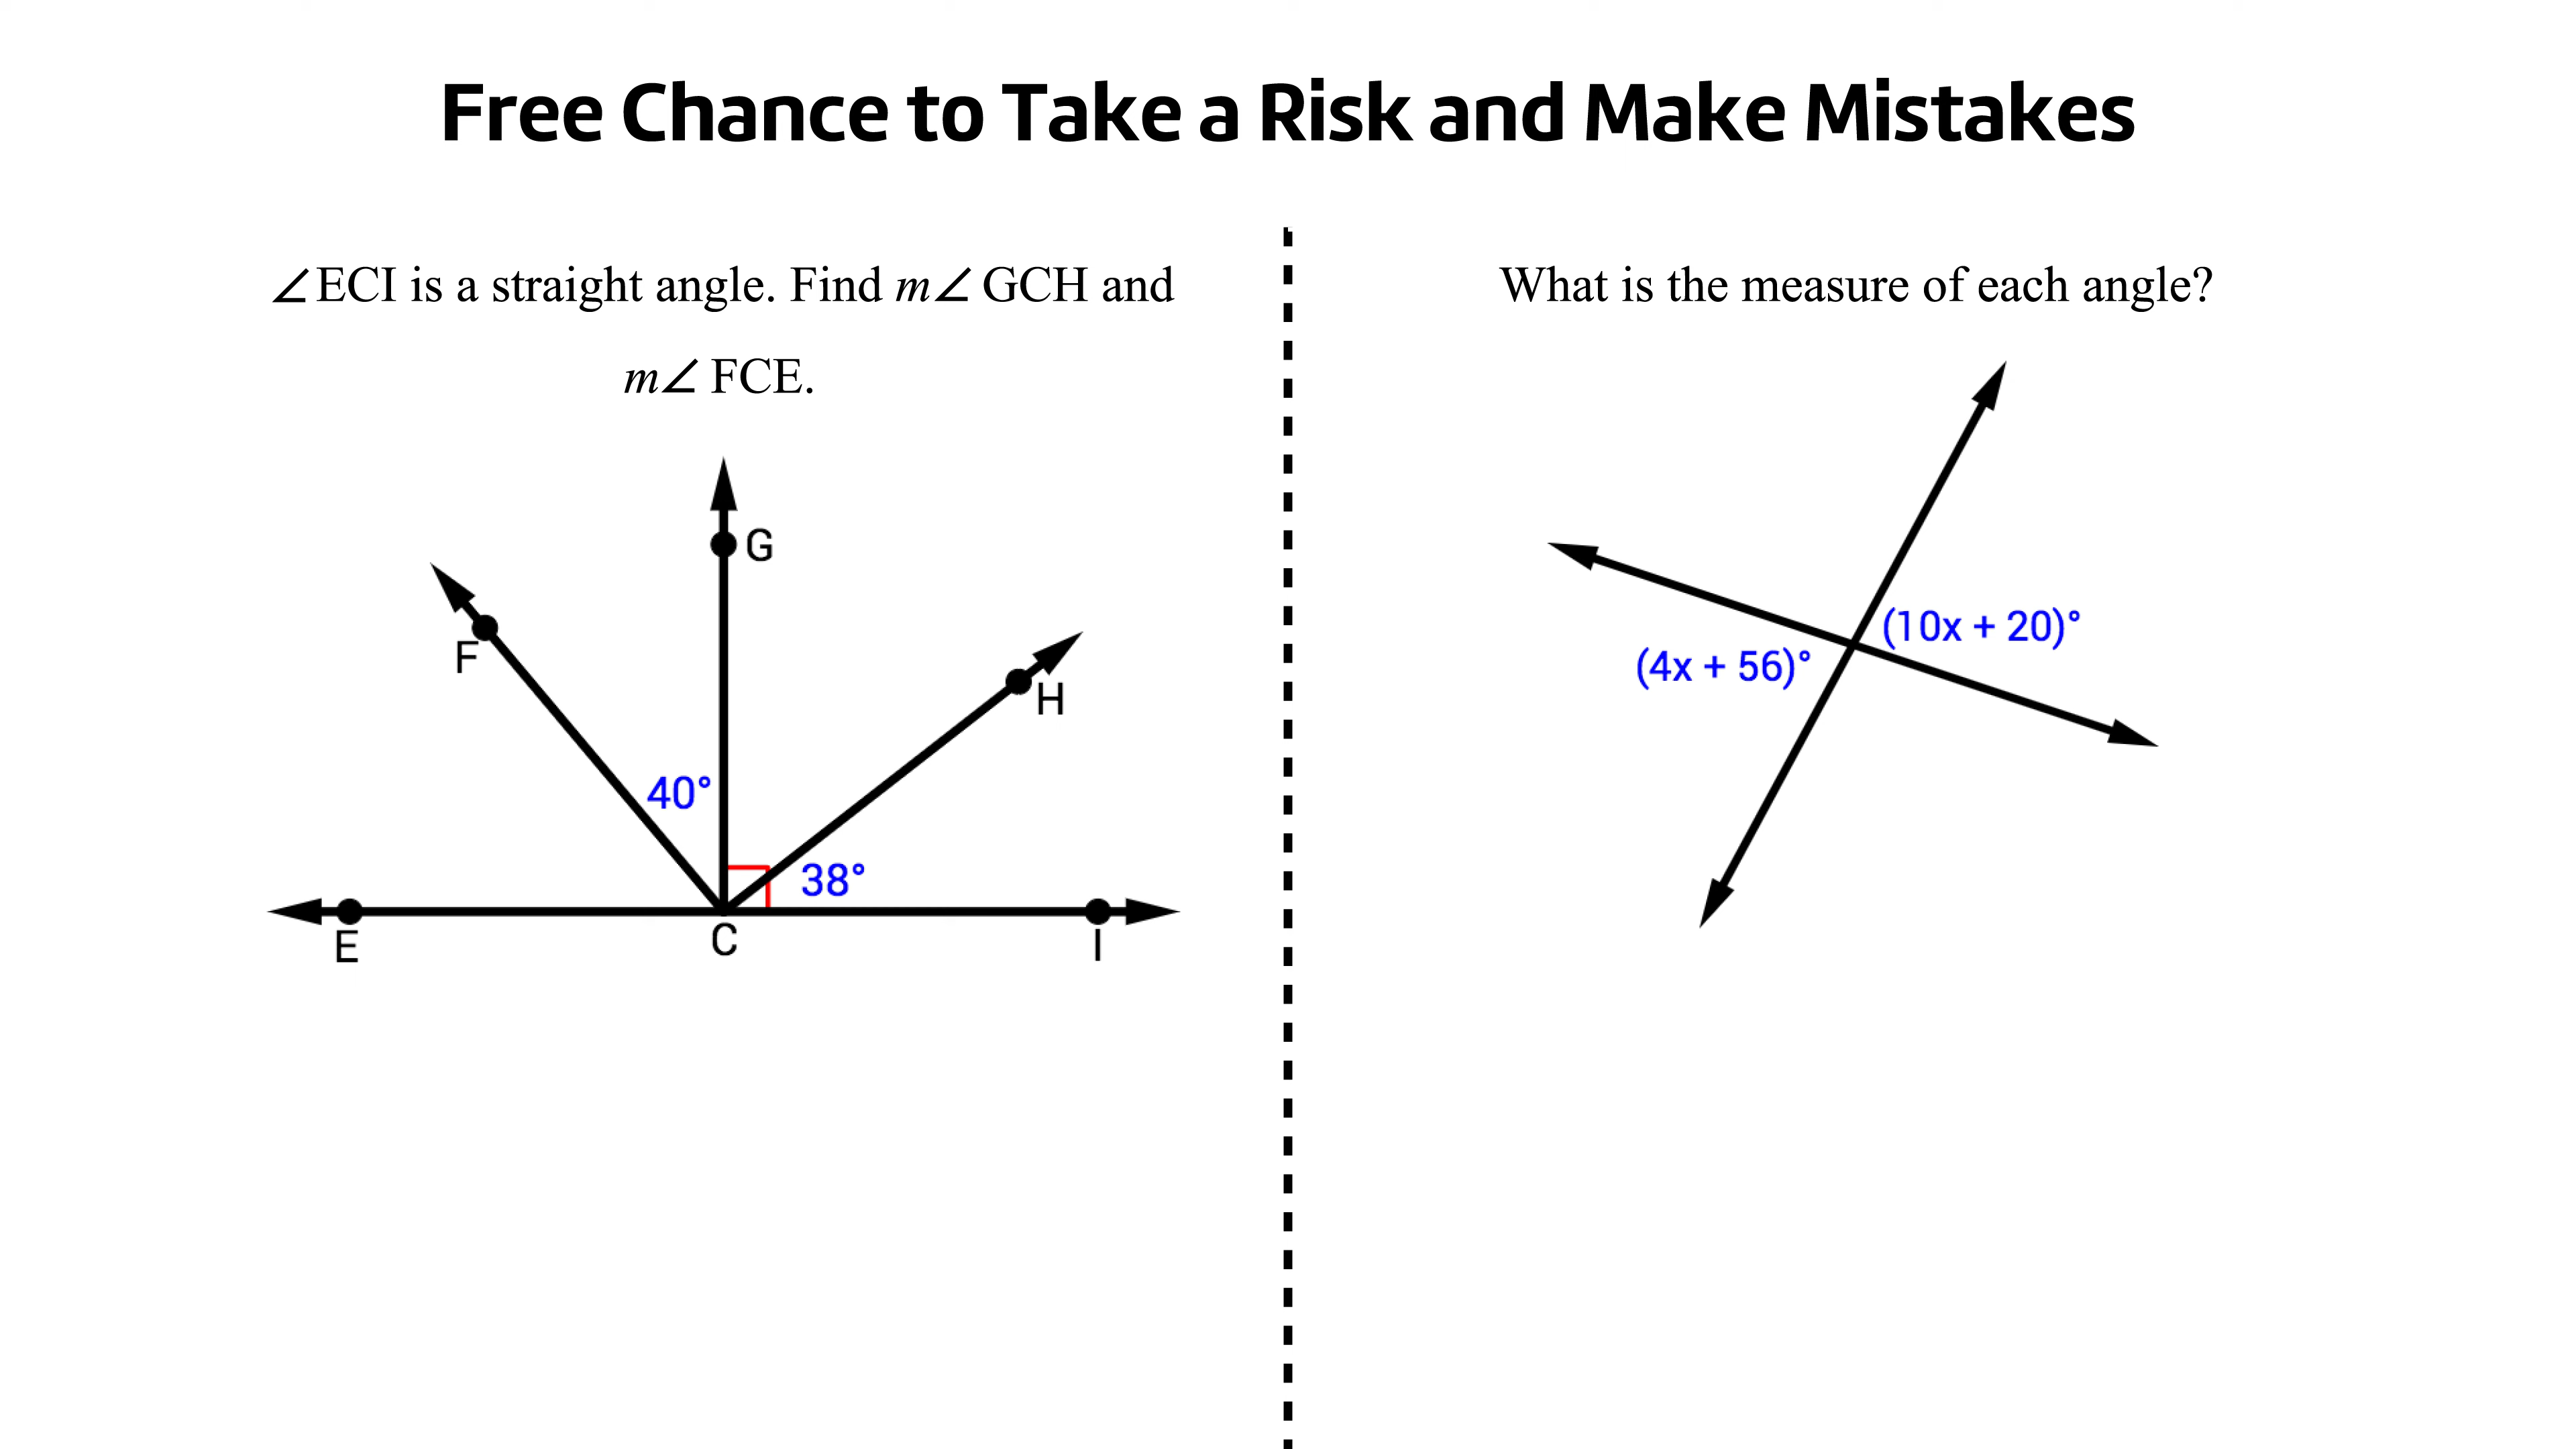 Free Chance to Take a Risk and Make Mistakes
∠ECI is a straight angle. Find m∠ GCH and
m∠ FCE.
G
F
H
40°
38°
E
C
I
What is the measure of each angle?
(10x + 20)°
(4x + 56)°